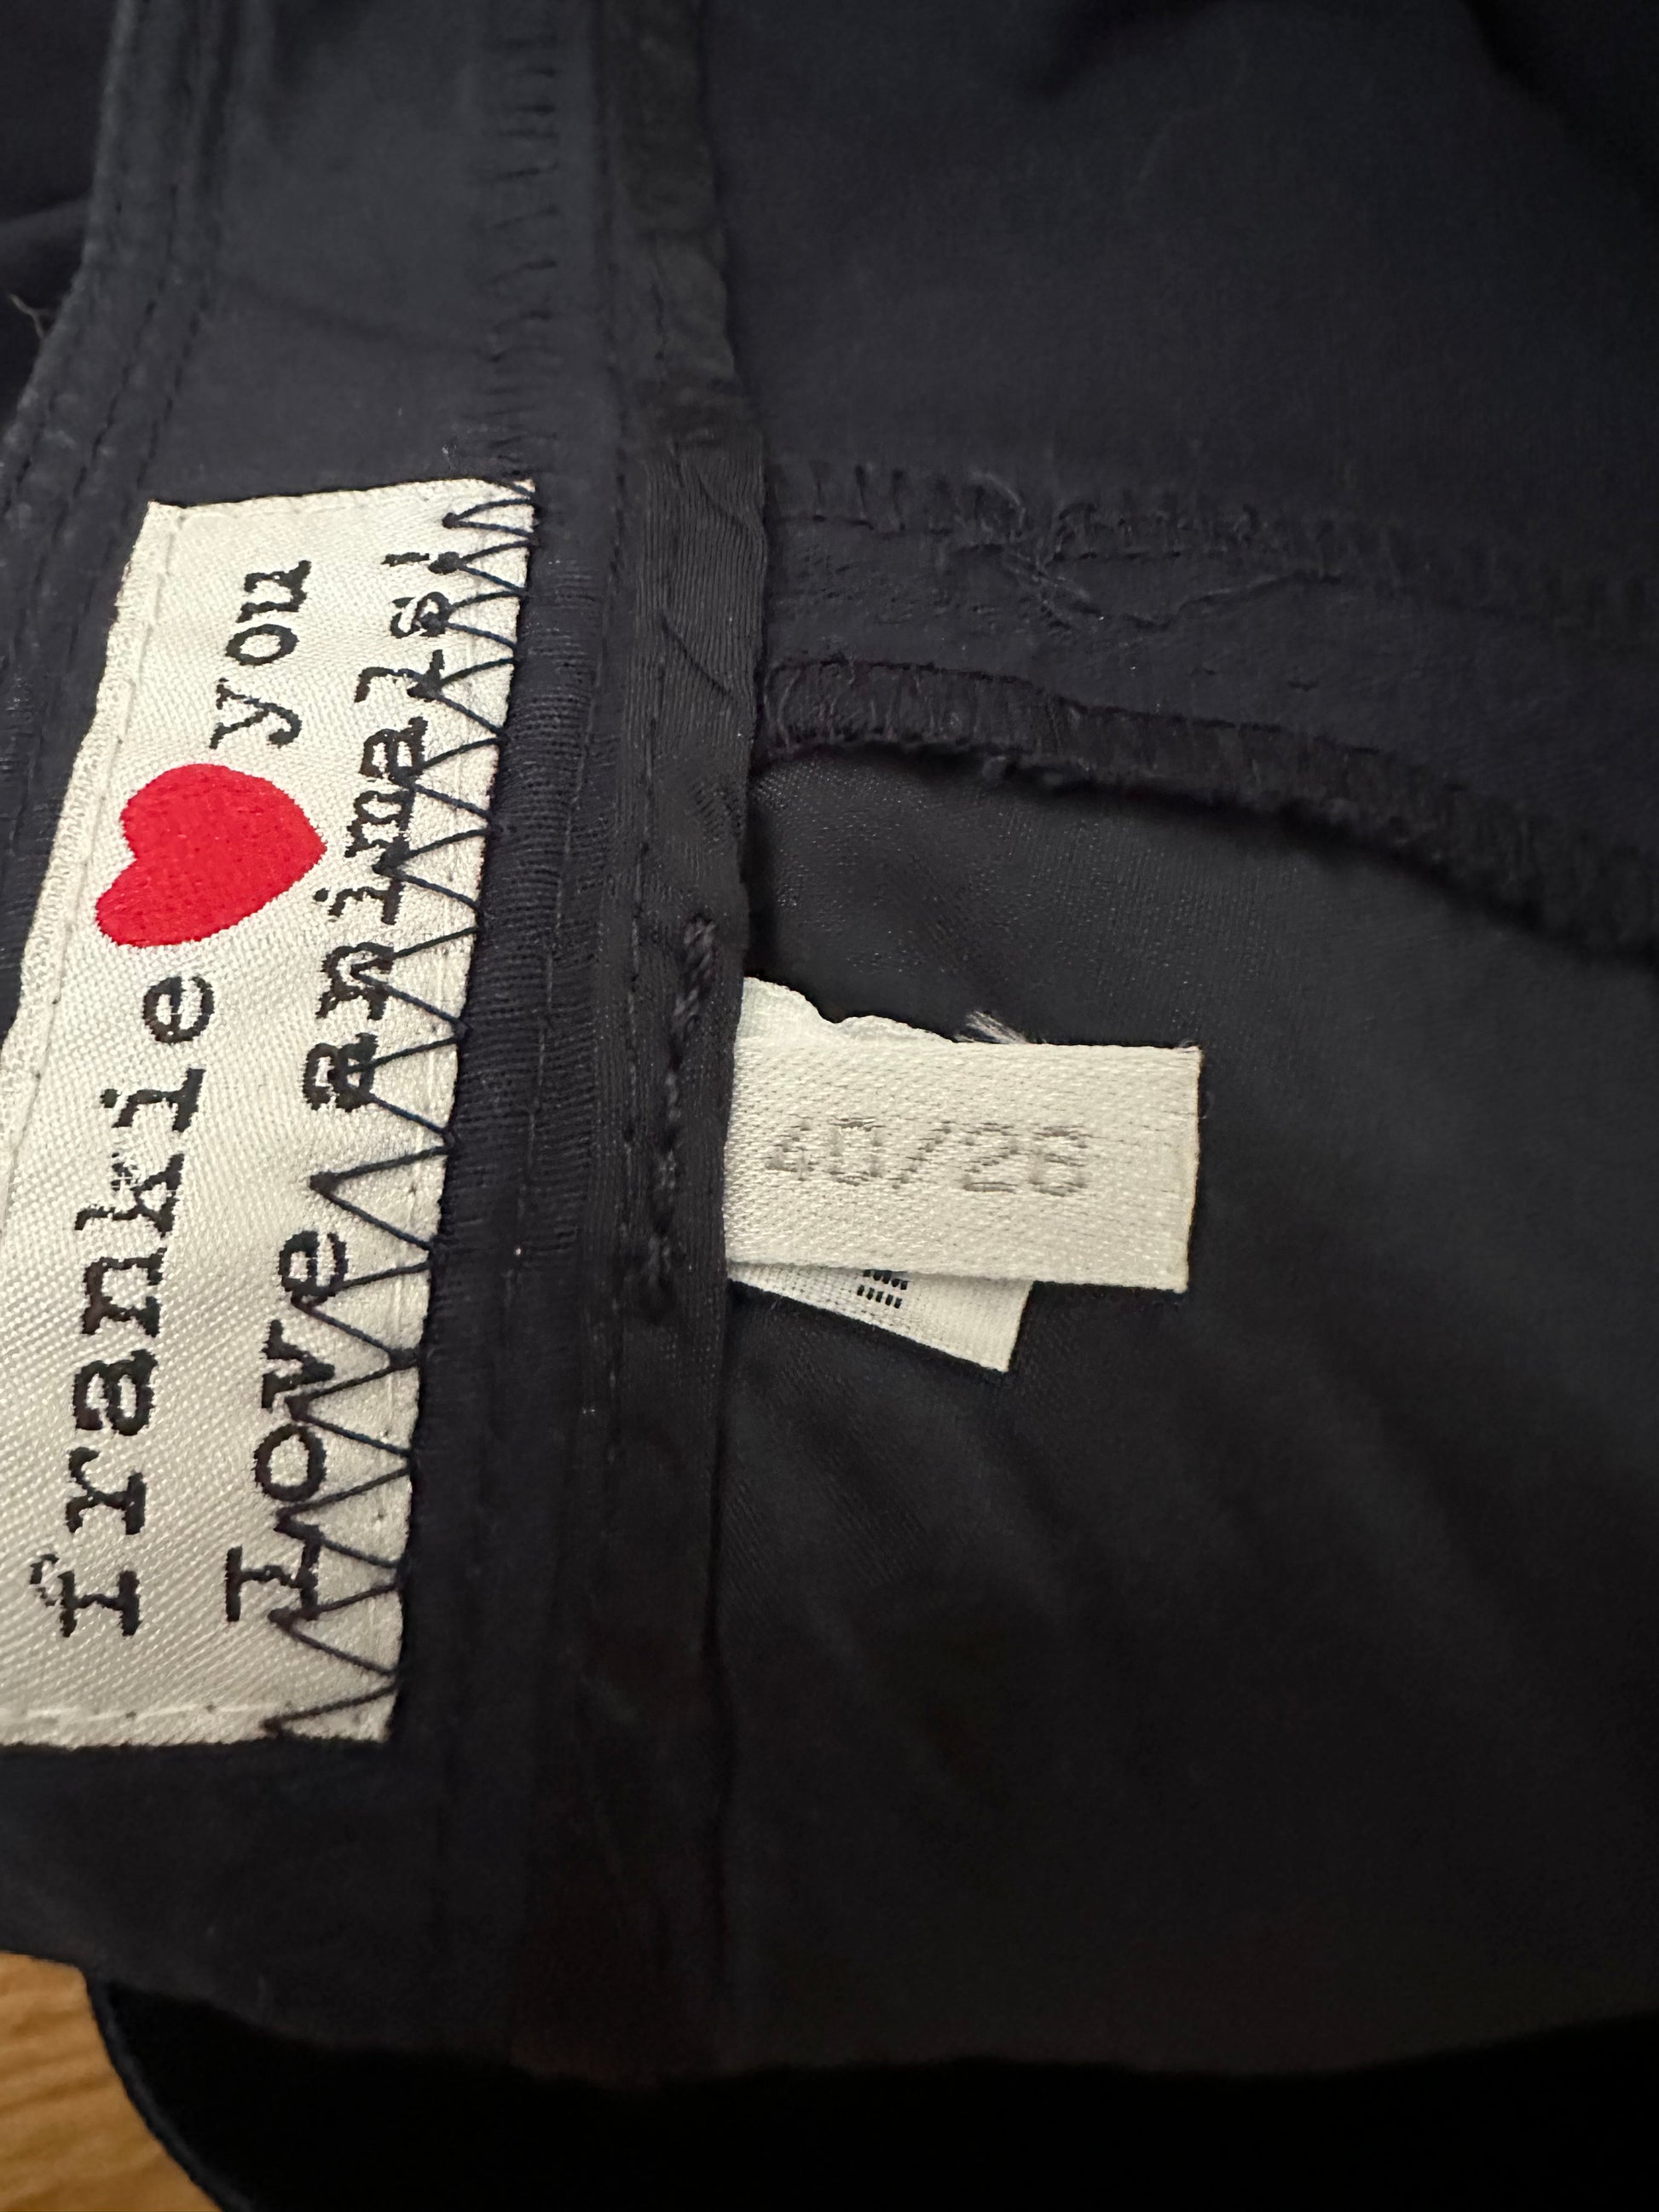 frankie ❤ you
Love animals!
40/26